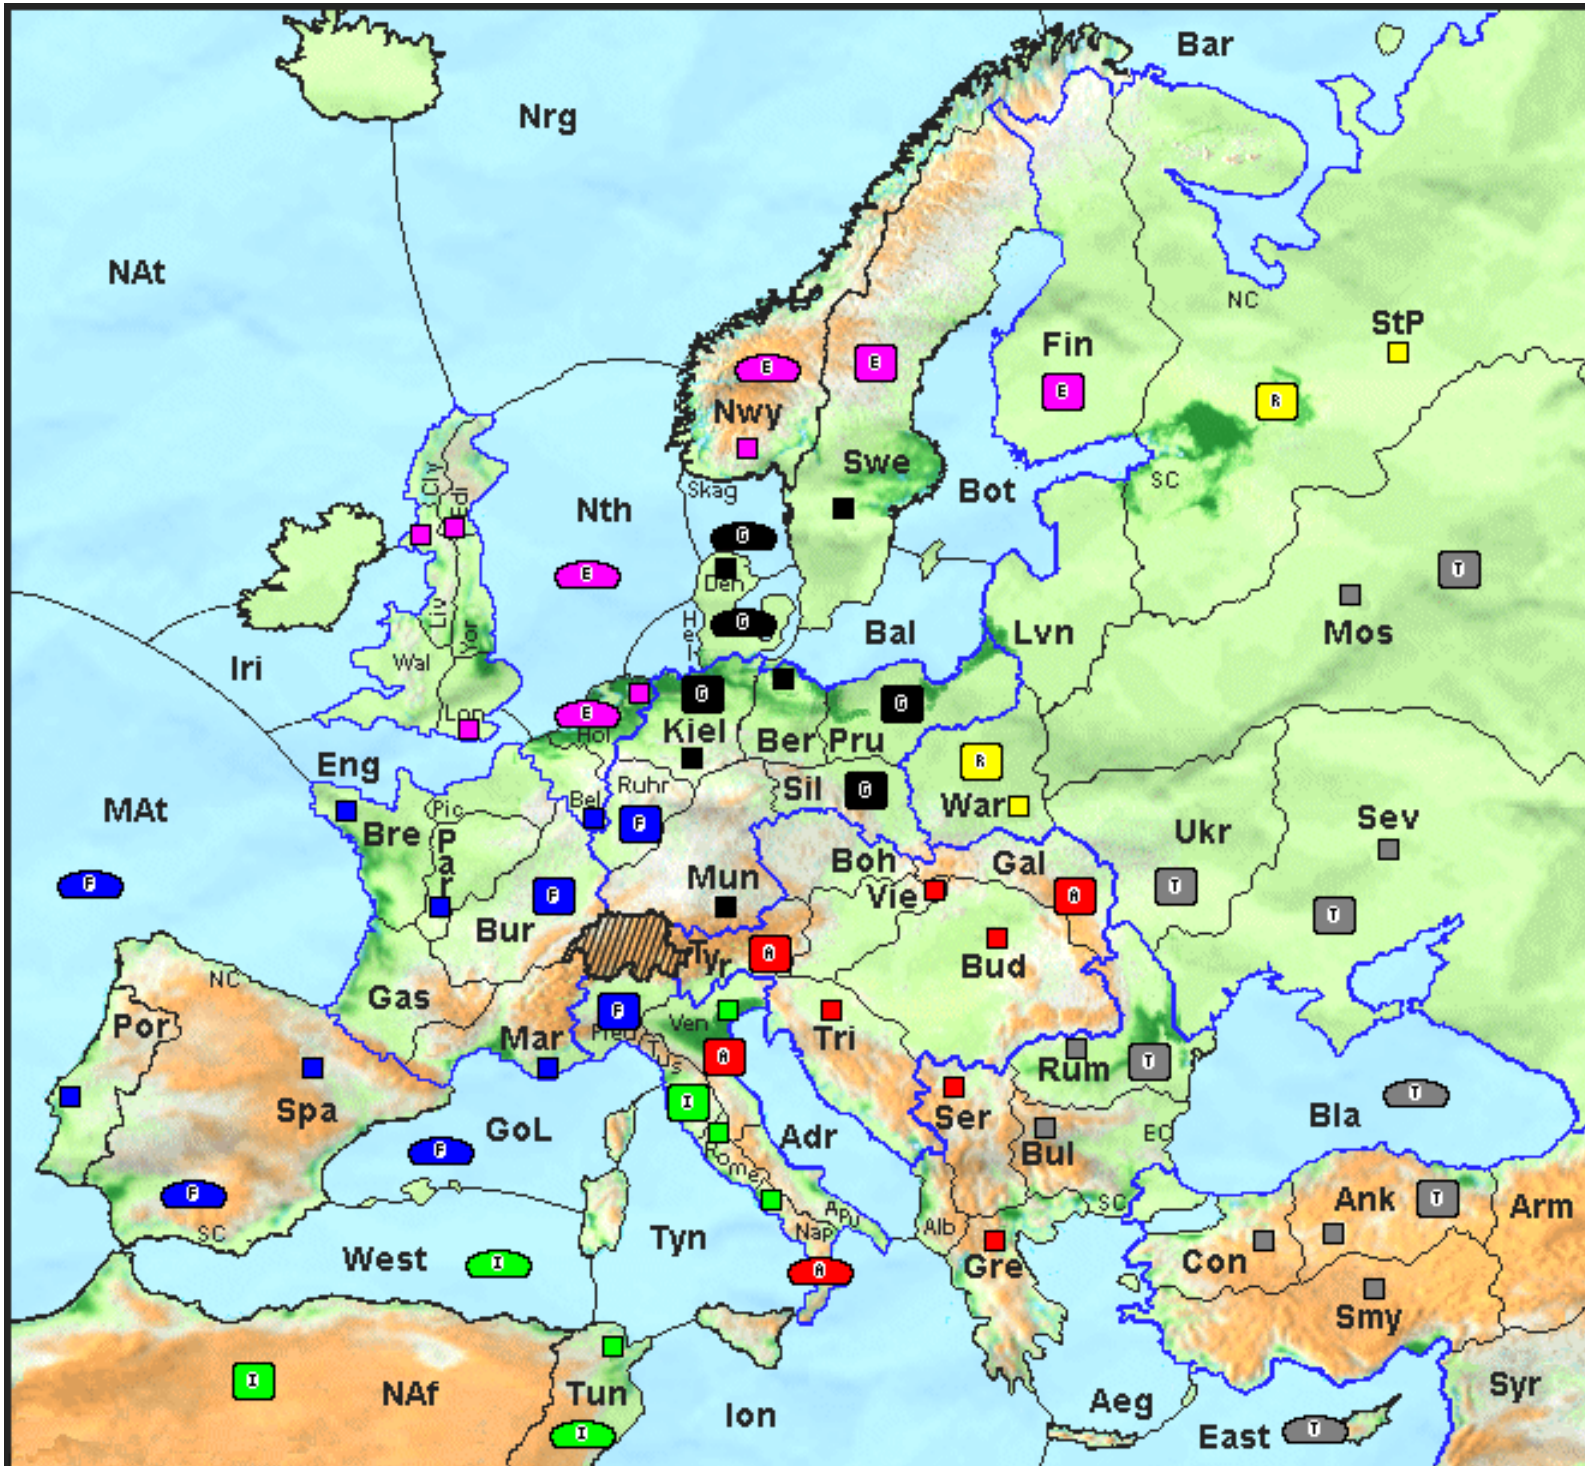 Bar
Nrg
NAt
NC
StP
Fin
Nwy
Swe
Bot
SC
Skag
Cly
Edi
Nth
Den
Hel
Liv
Yor
Bal
Lvn
Mos
Iri
Wal
Lon
Hol
Kiel
Ber
Pru
Eng
Ruhr
Sil
War
MAt
Bel
Pic
Bre
Par
Ukr
Sev
Boh
Gal
Mun
Vie
Bur
Tyr
Bud
NC
Gas
Por
Mar
Pied
Ven
Tri
Tus
Rum
Spa
GoL
Ser
Bla
Adr
Bul
EC
Rome
Ank
Arm
SC
Apu
Alb
SC
Nap
Tyn
West
Gre
Con
Smy
NAf
Tun
Ion
Aeg
Syr
East
E
E
E
R
G
E
T
G
G
E
G
R
G
F
F
F
T
A
T
A
F
A
T
I
T
F
F
T
I
A
I
I
T